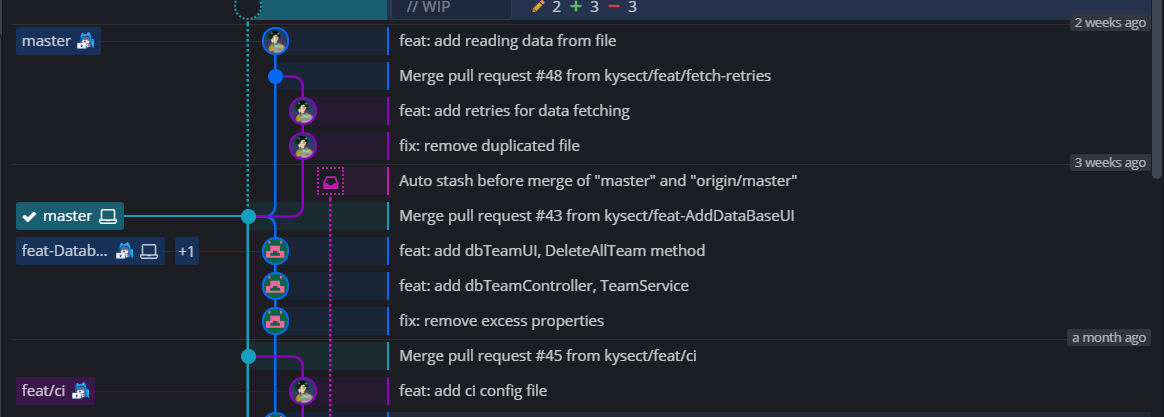 // WIP 2 + 3 − 3
2 weeks ago
master feat: add reading data from file
Merge pull request #48 from kysect/feat/fetch-retries
feat: add retries for data fetching
fix: remove duplicated file
3 weeks ago
Auto stash before merge of "master" and "origin/master"
master Merge pull request #43 from kysect/feat-AddDataBaseUI
feat-Datab... +1 feat: add dbTeamUI, DeleteAllTeam method
feat: add dbTeamController, TeamService
fix: remove excess properties
a month ago
Merge pull request #45 from kysect/feat/ci
feat/ci feat: add ci config file